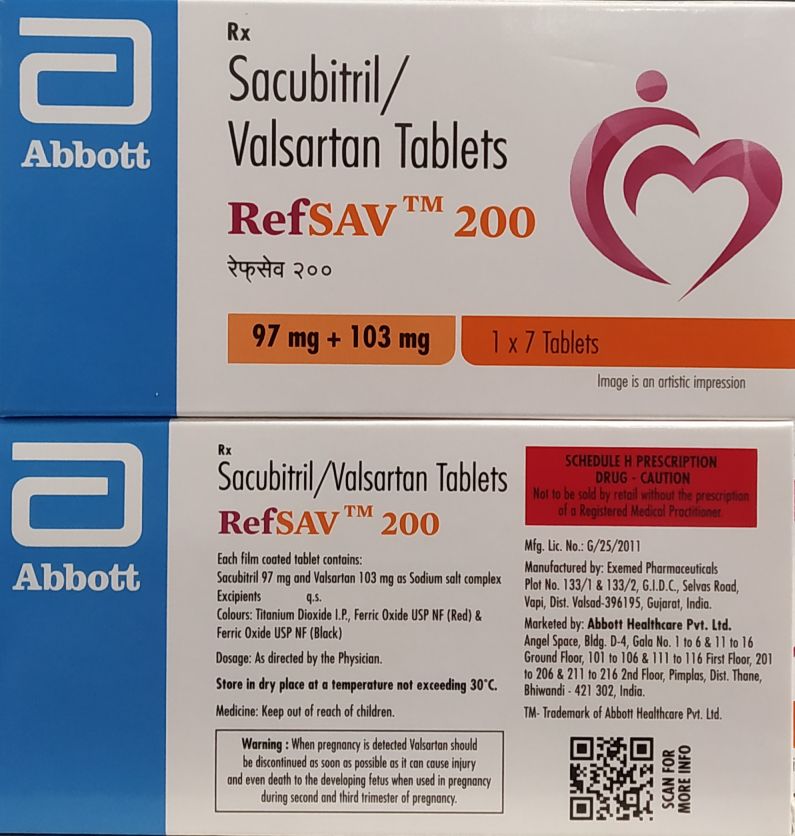 Abbott
Rx
Sacubitril/
Valsartan Tablets
RefSAV™ 200
रेफ्सेव २००
97 mg + 103 mg
1 x 7 Tablets
Image is an artistic impression
Abbott
Rx
Sacubitril/Valsartan Tablets
RefSAV™ 200
Each film coated tablet contains:
Sacubitril 97 mg and Valsartan 103 mg as Sodium salt complex
Excipients q.s.
Colours: Titanium Dioxide I.P., Ferric Oxide USP NF (Red) &
Ferric Oxide USP NF (Black)
Dosage: As directed by the Physician.
Store in dry place at a temperature not exceeding 30°C.
Medicine: Keep out of reach of children.
Warning : When pregnancy is detected Valsartan should
be discontinued as soon as possible as it can cause injury
and even death to the developing fetus when used in pregnancy
during second and third trimester of pregnancy.
SCHEDULE H PRESCRIPTION
DRUG - CAUTION
Not to be sold by retail without the prescription
of a Registered Medical Practitioner.
Mfg. Lic. No.: G/25/2011
Manufactured by: Exemed Pharmaceuticals
Plot No. 133/1 & 133/2, G.I.D.C., Selvas Road,
Vapi, Dist. Valsad-396195, Gujarat, India.
Marketed by: Abbott Healthcare Pvt. Ltd.
Angel Space, Bldg. D-4, Gala No. 1 to 6 & 11 to 16
Ground Floor, 101 to 106 & 111 to 116 First Floor, 201
to 206 & 211 to 216 2nd Floor, Pimplas, Dist. Thane,
Bhiwandi - 421 302, India.
TM- Trademark of Abbott Healthcare Pvt. Ltd.
SCAN FOR
MORE INFO